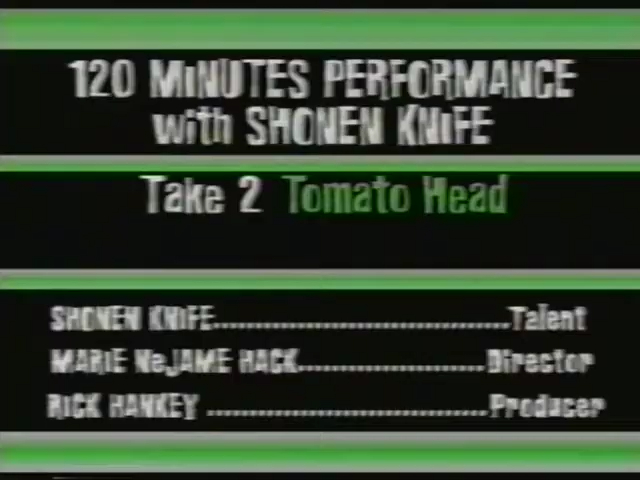 120 MiNUTES PERFORMANCE
with SHONEN KNiFE
Take 2 Tomato Head
SHONEN KNiFE..................................Talent
MARiE NeJAME HACK......................Director
RiCK HANKEY .................................Producer